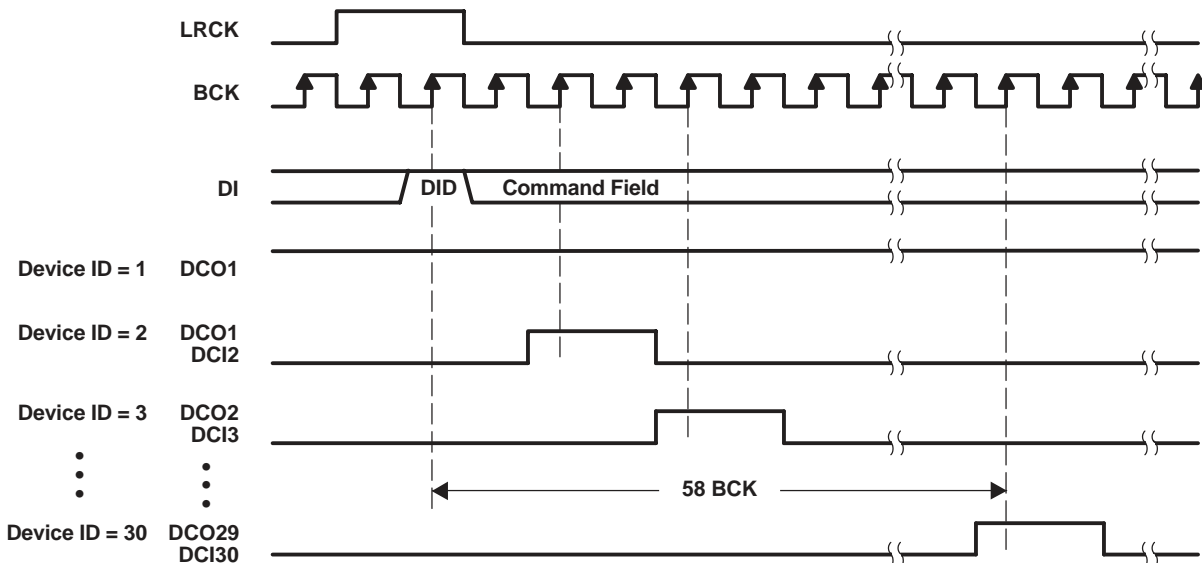 LRCK
BCK
DI DID Command Field
Device ID = 1 DCO1
Device ID = 2 DCO1
DCI2
Device ID = 3 DCO2
DCI3
58 BCK
Device ID = 30 DCO29
DCI30